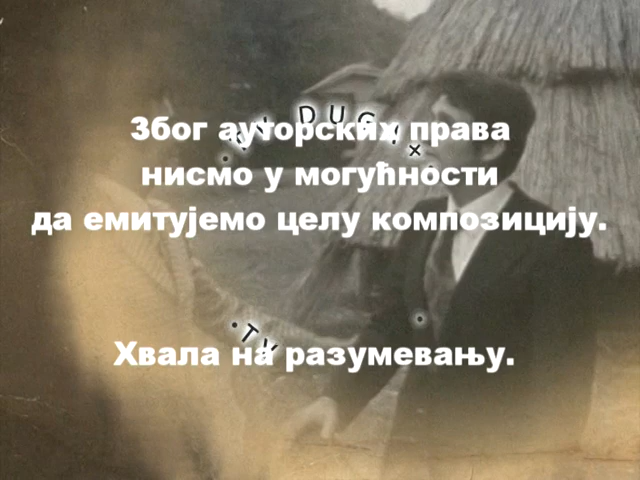 Због ауторских права
нисмо у могућности
да емитујемо целу композицију.
Хвала на разумевању.